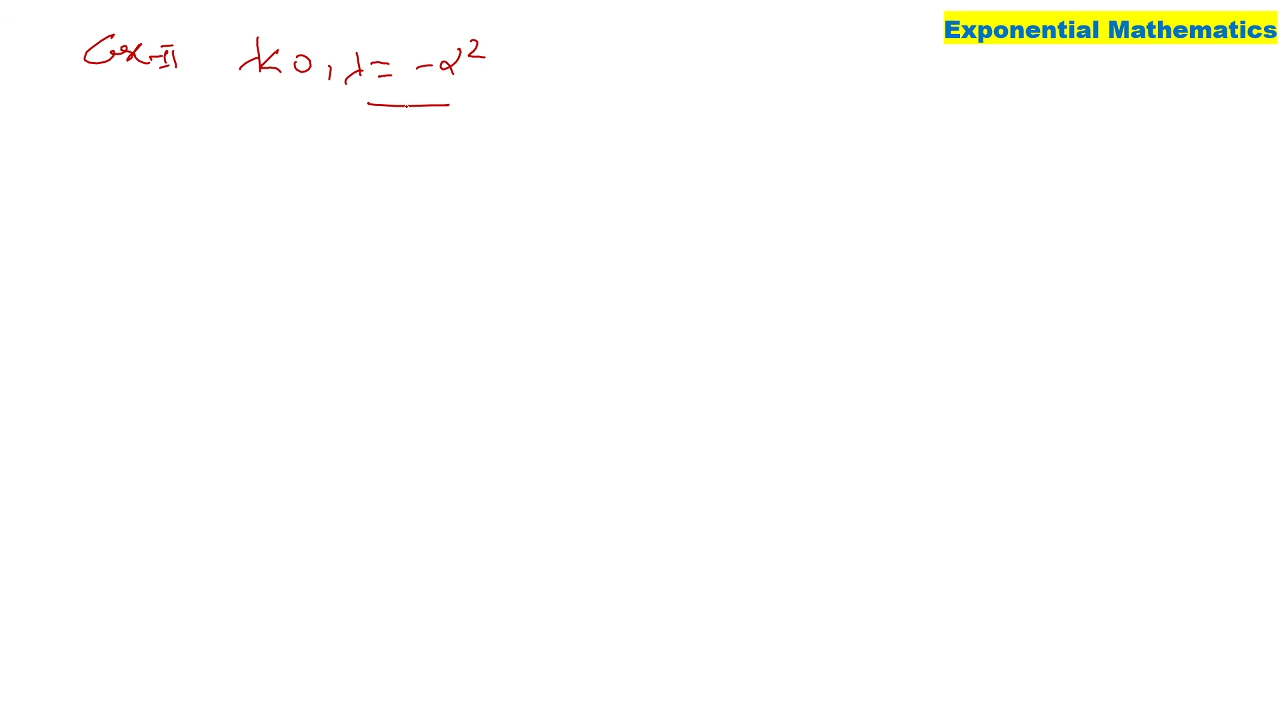 Exponential Mathematics
Case-II λ<0, λ= -α²